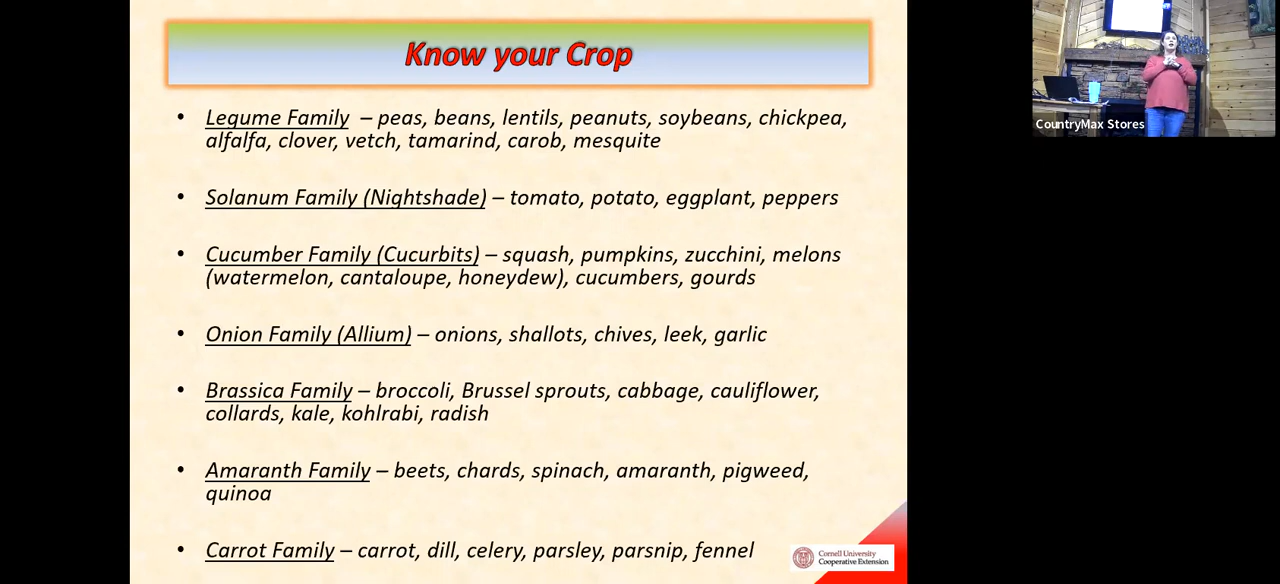 Know your Crop
• Legume Family – peas, beans, lentils, peanuts, soybeans, chickpea,
alfalfa, clover, vetch, tamarind, carob, mesquite
• Solanum Family (Nightshade) – tomato, potato, eggplant, peppers
• Cucumber Family (Cucurbits) – squash, pumpkins, zucchini, melons
(watermelon, cantaloupe, honeydew), cucumbers, gourds
• Onion Family (Allium) – onions, shallots, chives, leek, garlic
• Brassica Family – broccoli, Brussel sprouts, cabbage, cauliflower,
collards, kale, kohlrabi, radish
• Amaranth Family – beets, chards, spinach, amaranth, pigweed,
quinoa
• Carrot Family – carrot, dill, celery, parsley, parsnip, fennel
Cornell University
Cooperative Extension
CountryMax Stores